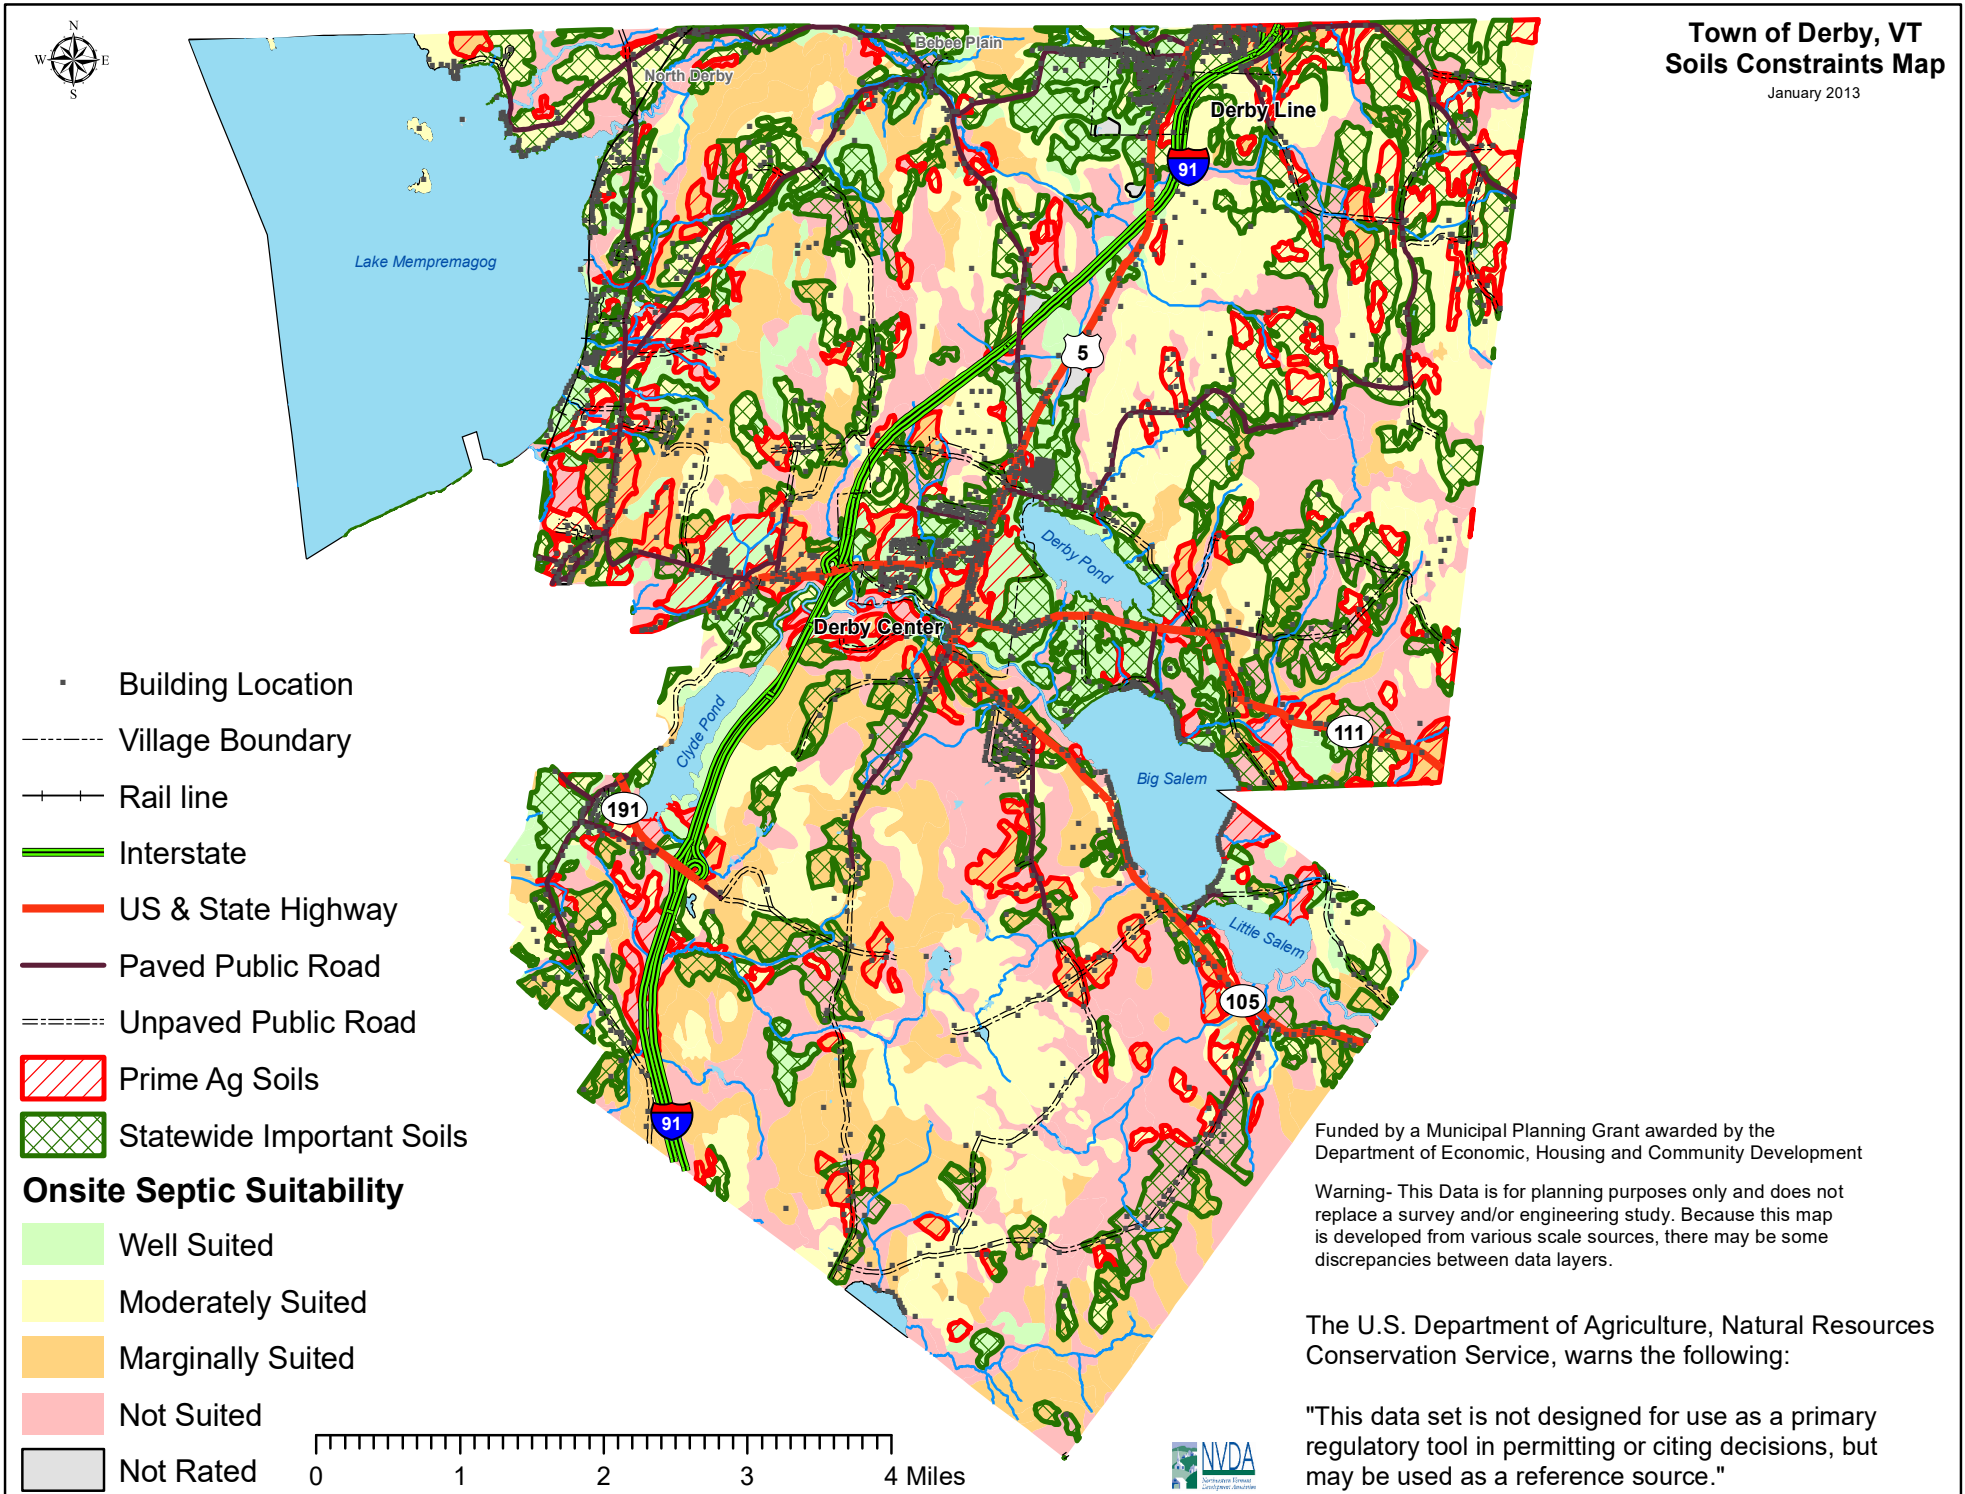 Town of Derby, VT
Soils Constraints Map
January 2013
N
W
E
S
Bebee Plain
North Derby
Derby Line
91
Lake Mempremagog
5
Derby Pond
Derby Center
Clyde Pond
111
Big Salem
191
Little Salem
105
91
Building Location
Village Boundary
Rail line
Interstate
US & State Highway
Paved Public Road
Unpaved Public Road
Prime Ag Soils
Statewide Important Soils
Onsite Septic Suitability
Well Suited
Moderately Suited
Marginally Suited
Not Suited
Not Rated
0 1 2 3 4 Miles
Funded by a Municipal Planning Grant awarded by the
Department of Economic, Housing and Community Development
Warning- This Data is for planning purposes only and does not
replace a survey and/or engineering study. Because this map
is developed from various scale sources, there may be some
discrepancies between data layers.
The U.S. Department of Agriculture, Natural Resources
Conservation Service, warns the following:
"This data set is not designed for use as a primary
regulatory tool in permitting or citing decisions, but
may be used as a reference source."
NVDA
Northeastern Vermont
Development Association